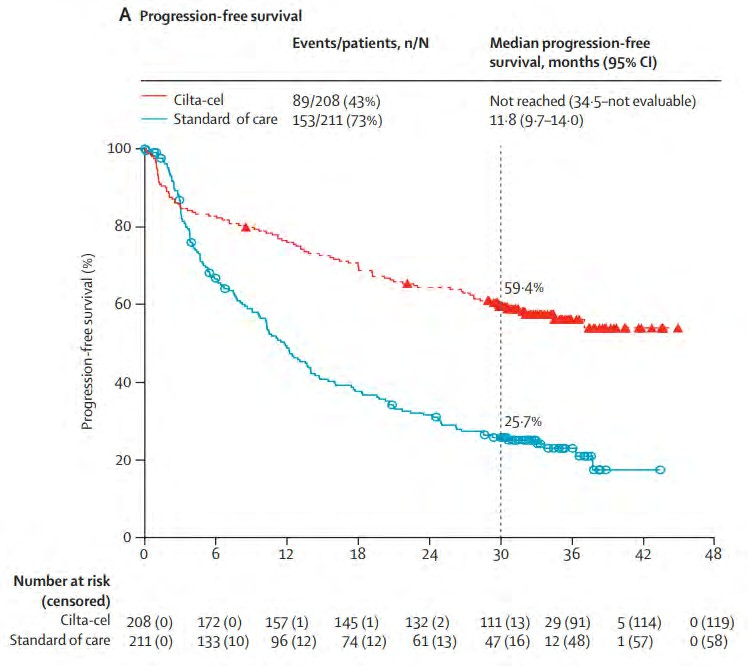 A Progression-free survival
Events/patients, n/N Median progression-free
survival, months (95% CI)
Cilta-cel 89/208 (43%) Not reached (34·5–not evaluable)
Standard of care 153/211 (73%) 11·8 (9·7–14·0)
Progression-free survival (%)
100
80
60
40
20
0
59·4%
25·7%
0 6 12 18 24 30 36 42 48
Number at risk
(censored)
Cilta-cel 208 (0) 172 (0) 157 (1) 145 (1) 132 (2) 111 (13) 29 (91) 5 (114) 0 (119)
Standard of care 211 (0) 133 (10) 96 (12) 74 (12) 61 (13) 47 (16) 12 (48) 1 (57) 0 (58)